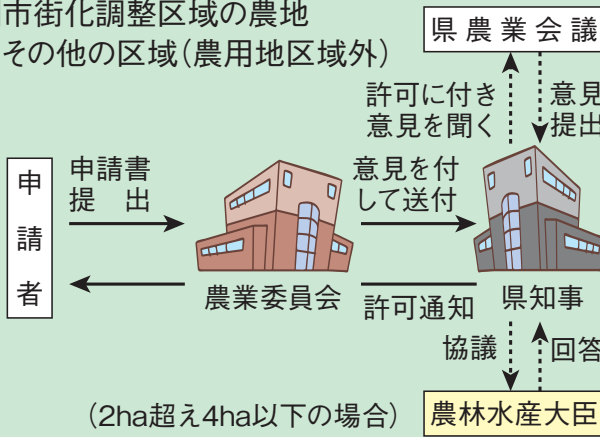 市街化調整区域の農地
その他の区域（農用地区域外）
県農業会議
許可に付き
意見を聞く
意見
提出
申請者
申請書
提出
意見を付
して送付
農業委員会
許可通知
県知事
協議
回答
（2ha超え4ha以下の場合）
農林水産大臣